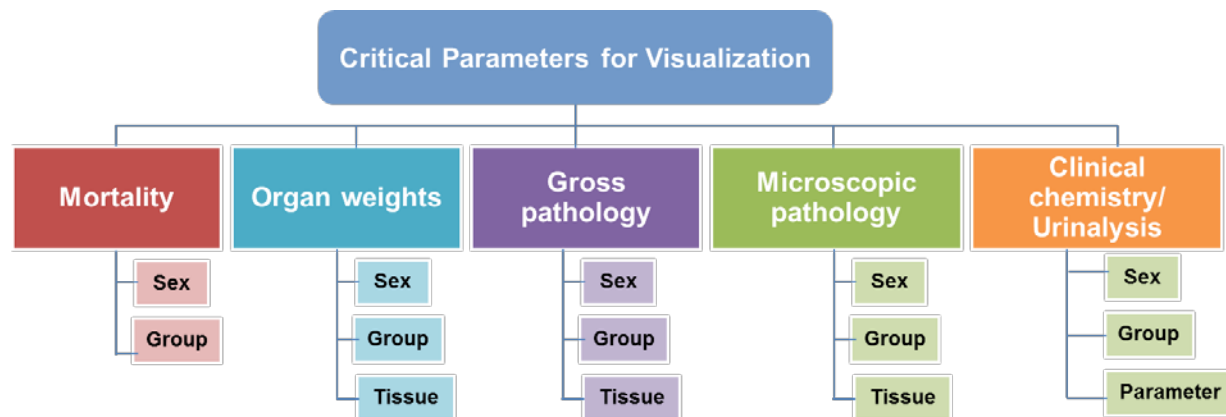 Critical Parameters for Visualization
Mortality
Sex
Group
Organ weights
Sex
Group
Tissue
Gross
pathology
Sex
Group
Tissue
Microscopic
pathology
Sex
Group
Tissue
Clinical
chemistry/
Urinalysis
Sex
Group
Parameter